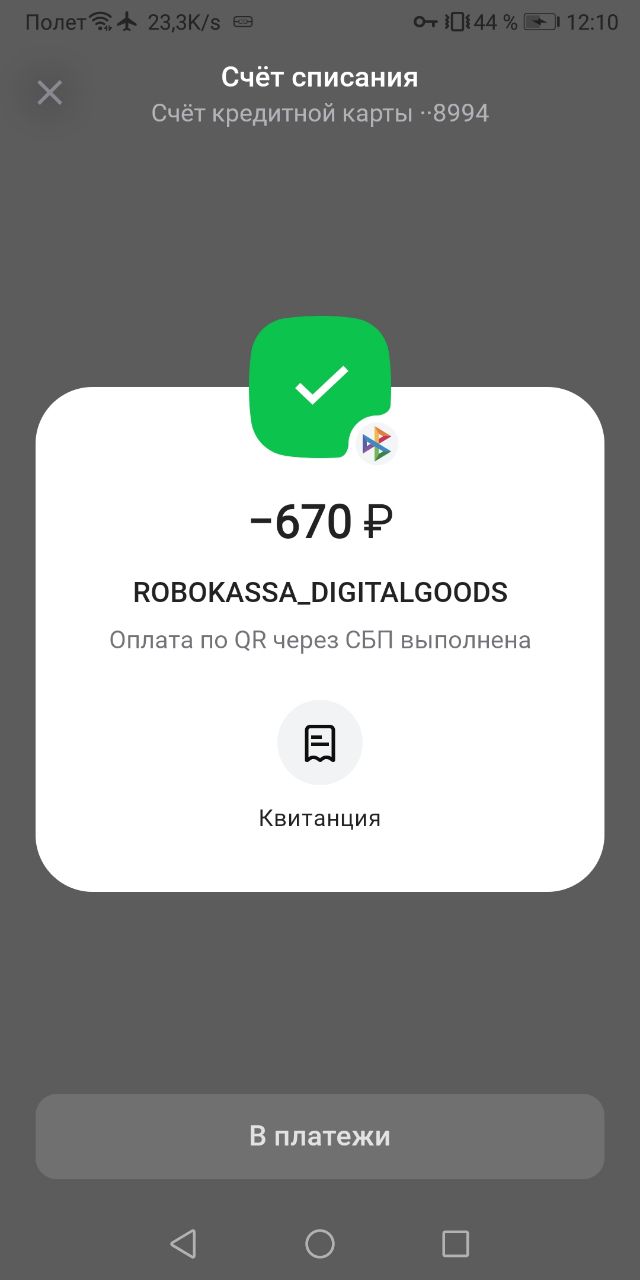 Полет 23,3K/s 44 % 12:10
Счёт списания
Счёт кредитной карты ··8994
−670 ₽
ROBOKASSA_DIGITALGOODS
Оплата по QR через СБП выполнена
Квитанция
В платежи